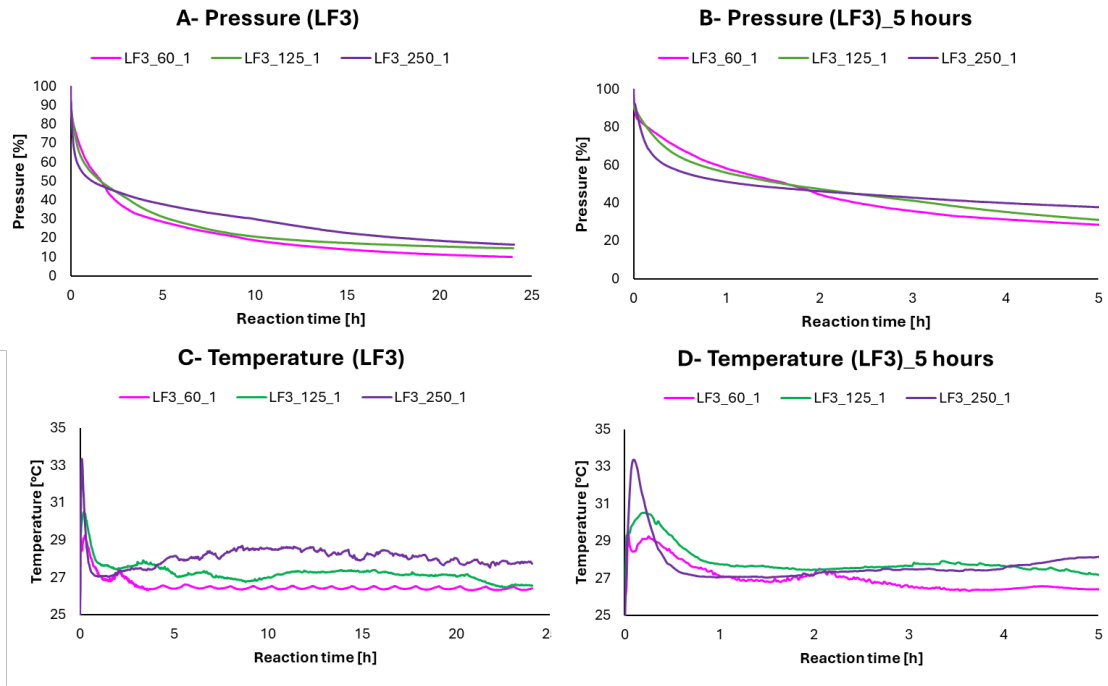 A- Pressure (LF3)
LF3_60_1 LF3_125_1 LF3_250_1
100
90
80
70
60
50
40
30
20
10
0
Pressure [%]
0 5 10 15 20 25
Reaction time [h]
B- Pressure (LF3)_5 hours
LF3_60_1 LF3_125_1 LF3_250_1
100
80
60
40
20
0
Pressure [%]
0 1 2 3 4 5
Reaction time [h]
C- Temperature (LF3)
LF3_60_1 LF3_125_1 LF3_250_1
35
33
31
29
27
25
Temperature [°C]
0 5 10 15 20
Reaction time [h]
D- Temperature (LF3)_5 hours
LF3_60_1 LF3_125_1 LF3_250_1
35
33
31
29
27
25
Temperature [°C]
0 1 2 3 4 5
Reaction time [h]